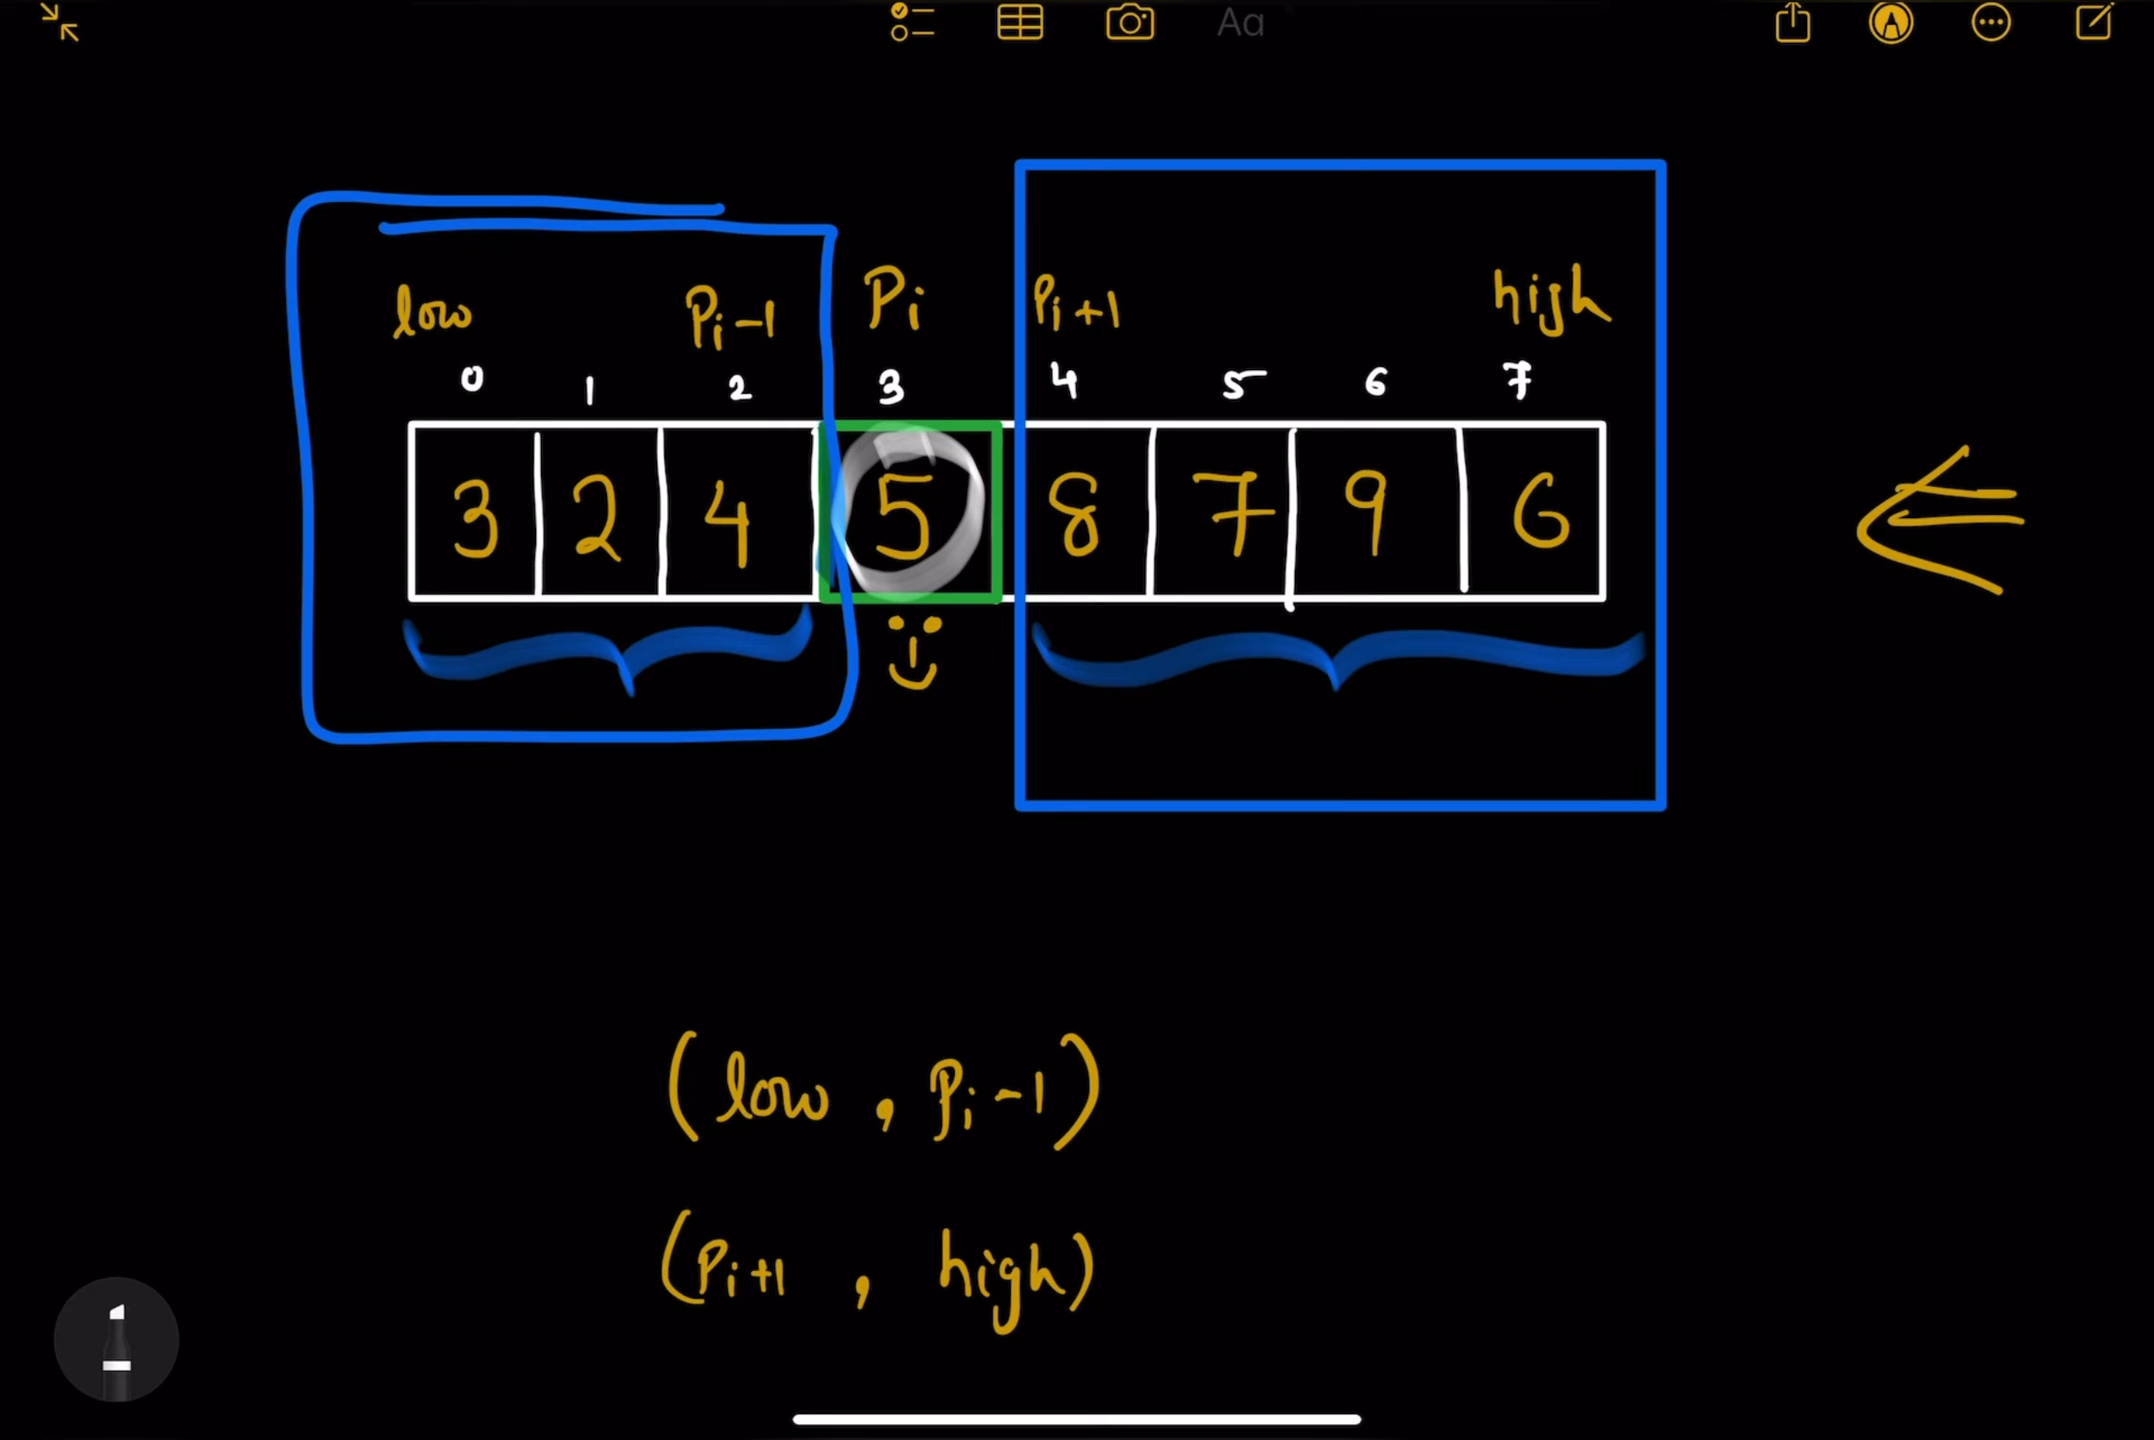 Aa
low Pi-1 Pi Pi+1 high
0 1 2 3 4 5 6 7
3 2 4 5 8 7 9 6
(low , Pi-1)
(Pi+1 , high)